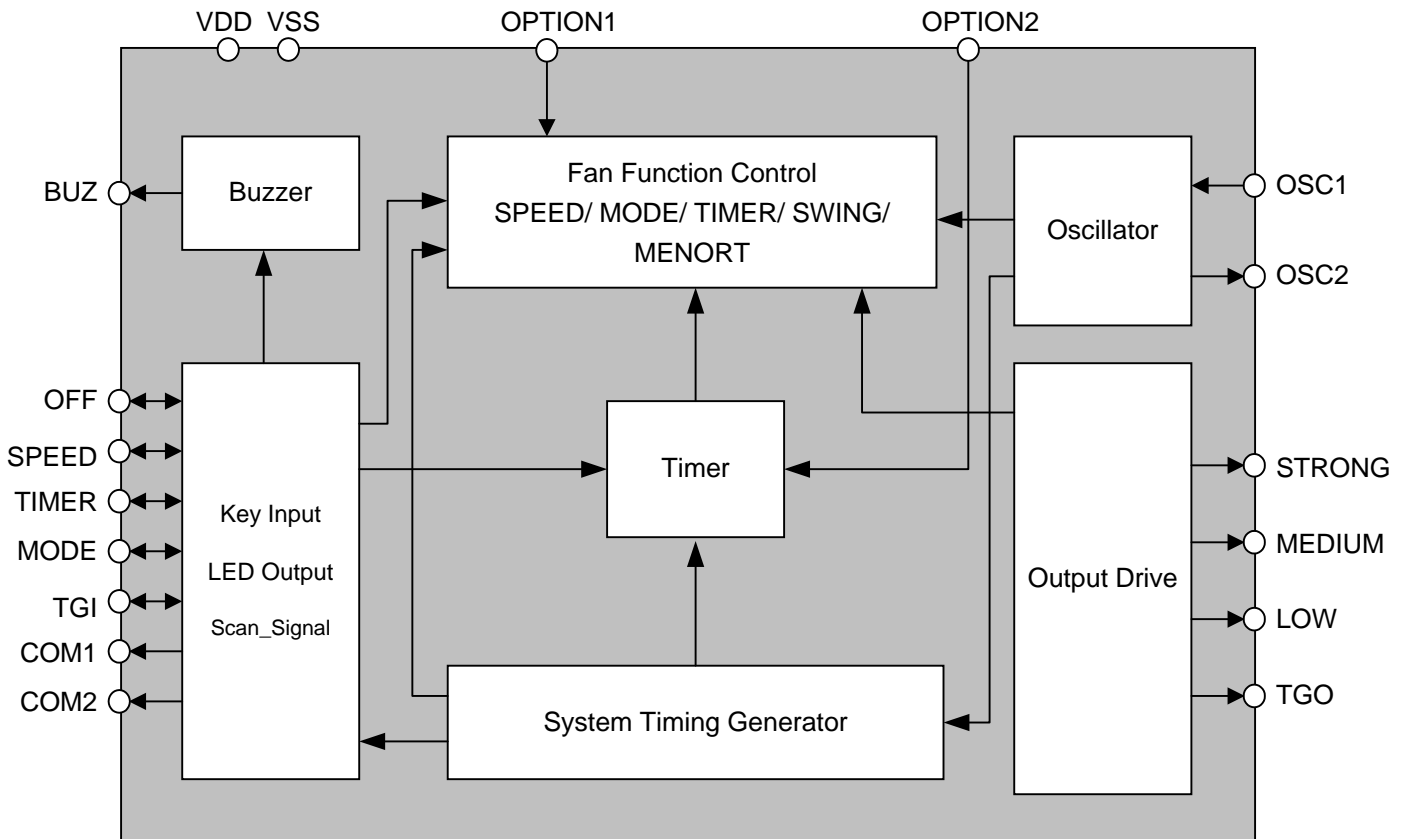 VDD
VSS
OPTION1
OPTION2
BUZ
Buzzer
Fan Function Control
SPEED/ MODE/ TIMER/ SWING/
MENORT
Oscillator
OSC1
OSC2
OFF
SPEED
TIMER
MODE
TGI
COM1
COM2
Key Input
LED Output
Scan_Signal
Timer
System Timing Generator
Output Drive
STRONG
MEDIUM
LOW
TGO